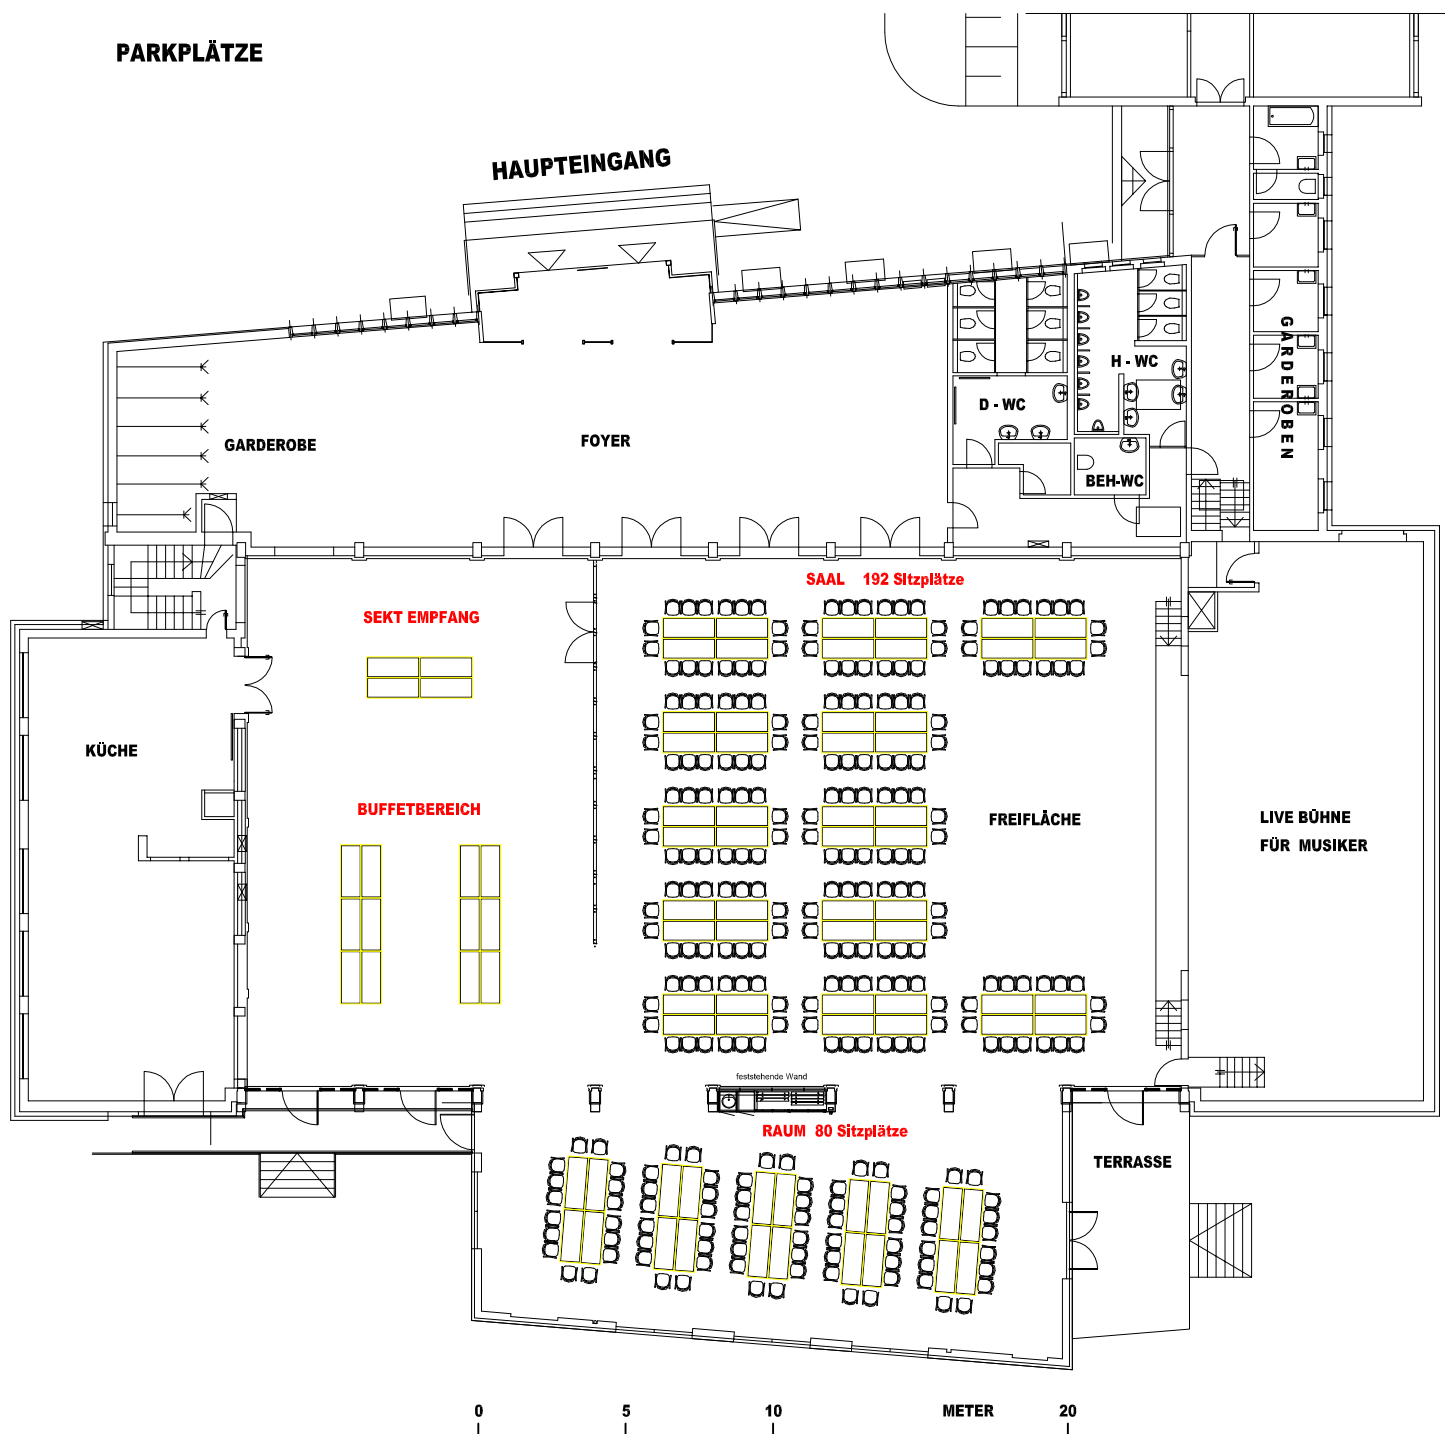 PARKPLÄTZE
HAUPTEINGANG
GARDEROBE
FOYER
D - WC
H - WC
BEH-WC
GARDEROBEN
SAAL 192 Sitzplätze
SEKT EMPFANG
KÜCHE
BUFFETBEREICH
FREIFLÄCHE
LIVE BÜHNE
FÜR MUSIKER
feststehende Wand
RAUM 80 Sitzplätze
TERRASSE
0 5 10 METER 20